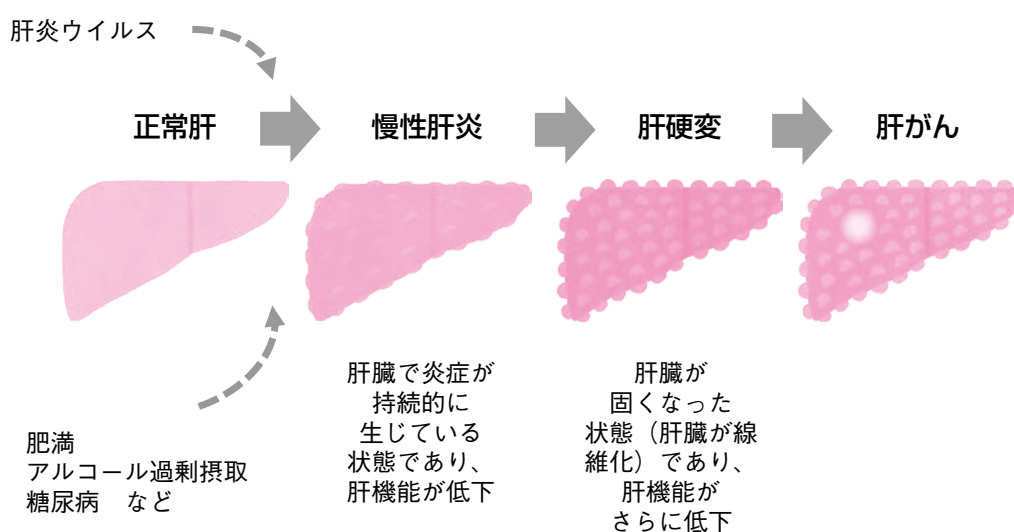 肝炎ウイルス
正常肝
慢性肝炎
肝硬変
肝がん
肝臓で炎症が
持続的に
生じている
状態であり、
肝機能が低下
肝臓が
固くなった
状態（肝臓が線
維化）であり、
肝機能が
さらに低下
肥満
アルコール過剰摂取
糖尿病　など